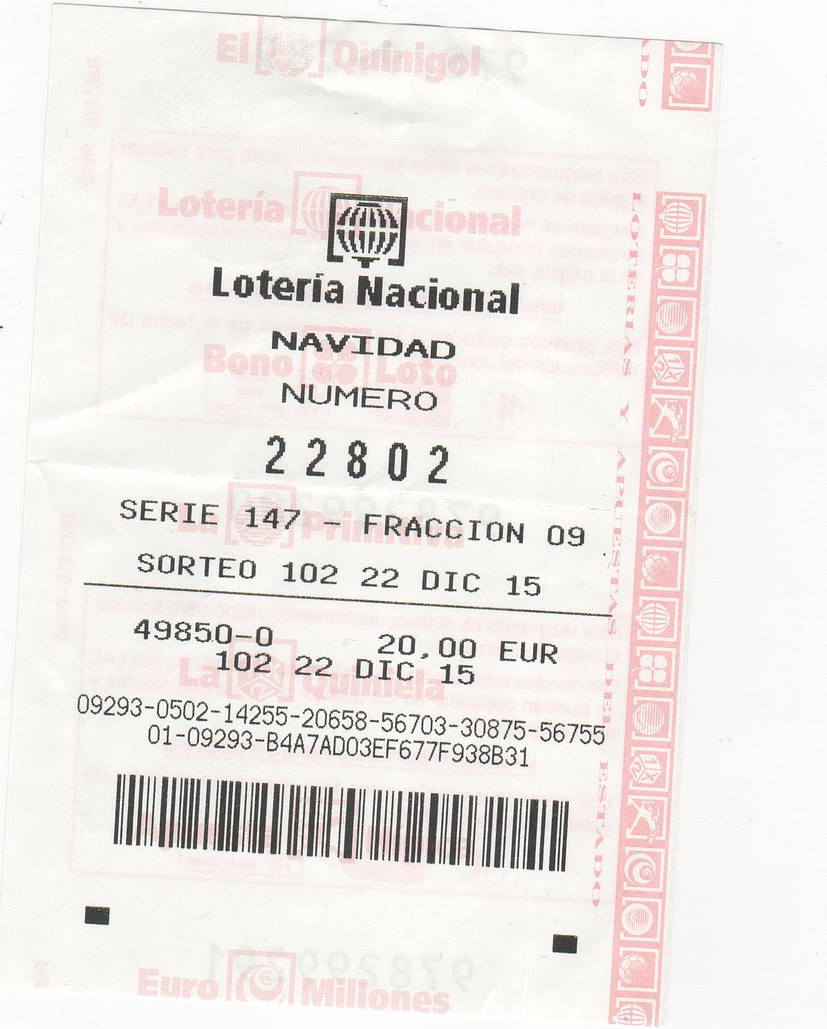 El Quinigol
Lotería Nacional
Lotería Nacional
NAVIDAD
Bono Loto
NUMERO
22802
SERIE 147 - FRACCION 09
La Primitiva
SORTEO 102 22 DIC 15
49850-0 20,00 EUR
102 22 DIC 15
La Quiniela
09293-0502-14255-20658-56703-30875-56755
01-09293-B4A7AD03EF677F938B31
Euro Millones
LOTERIAS Y APUESTAS DEL ESTADO